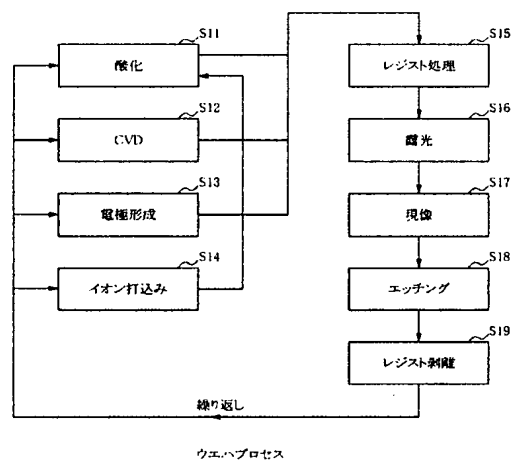 S11
酸化
S12
CVD
S13
電極形成
S14
イオン打込み
S15
レジスト処理
S16
露光
S17
現像
S18
エッチング
S19
レジスト剥離
繰り返し
ウエハプロセス